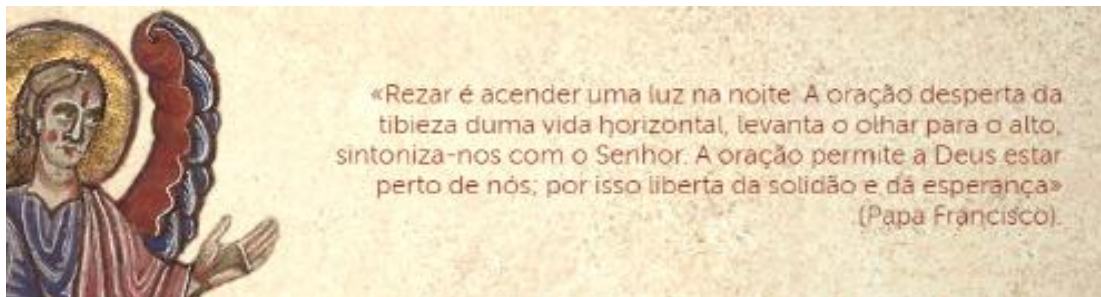 «Rezar é acender uma luz na noite. A oração desperta da
tibieza duma vida horizontal, levanta o olhar para o alto,
sintoniza-nos com o Senhor. A oração permite a Deus estar
perto de nós; por isso liberta da solidão e dá esperança»
(Papa Francisco).